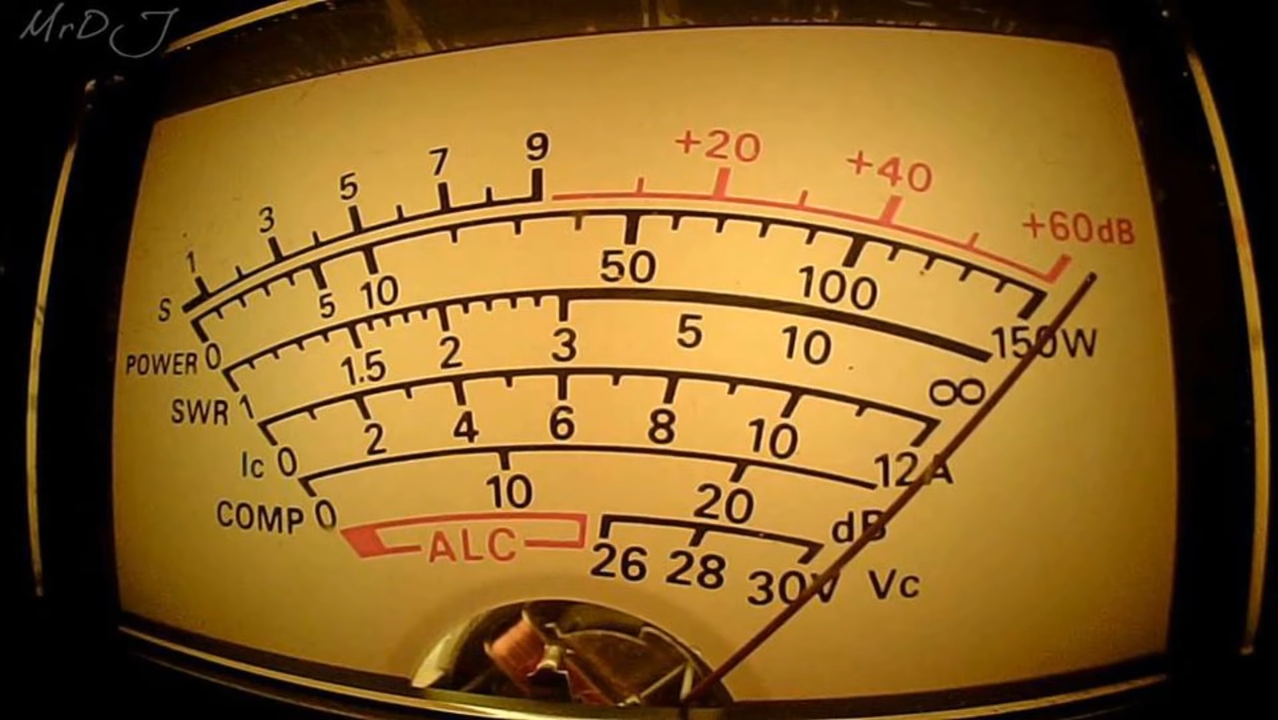 MrDJ
1 3 5 7 9 +20 +40 +60dB
S
5 10 50 100 150W
POWER 0
1.5 2 3 5 10 ∞
SWR 1
2 4 6 8 10 12A
Ic 0
10 20 dB
COMP 0
ALC
26 28 30V Vc